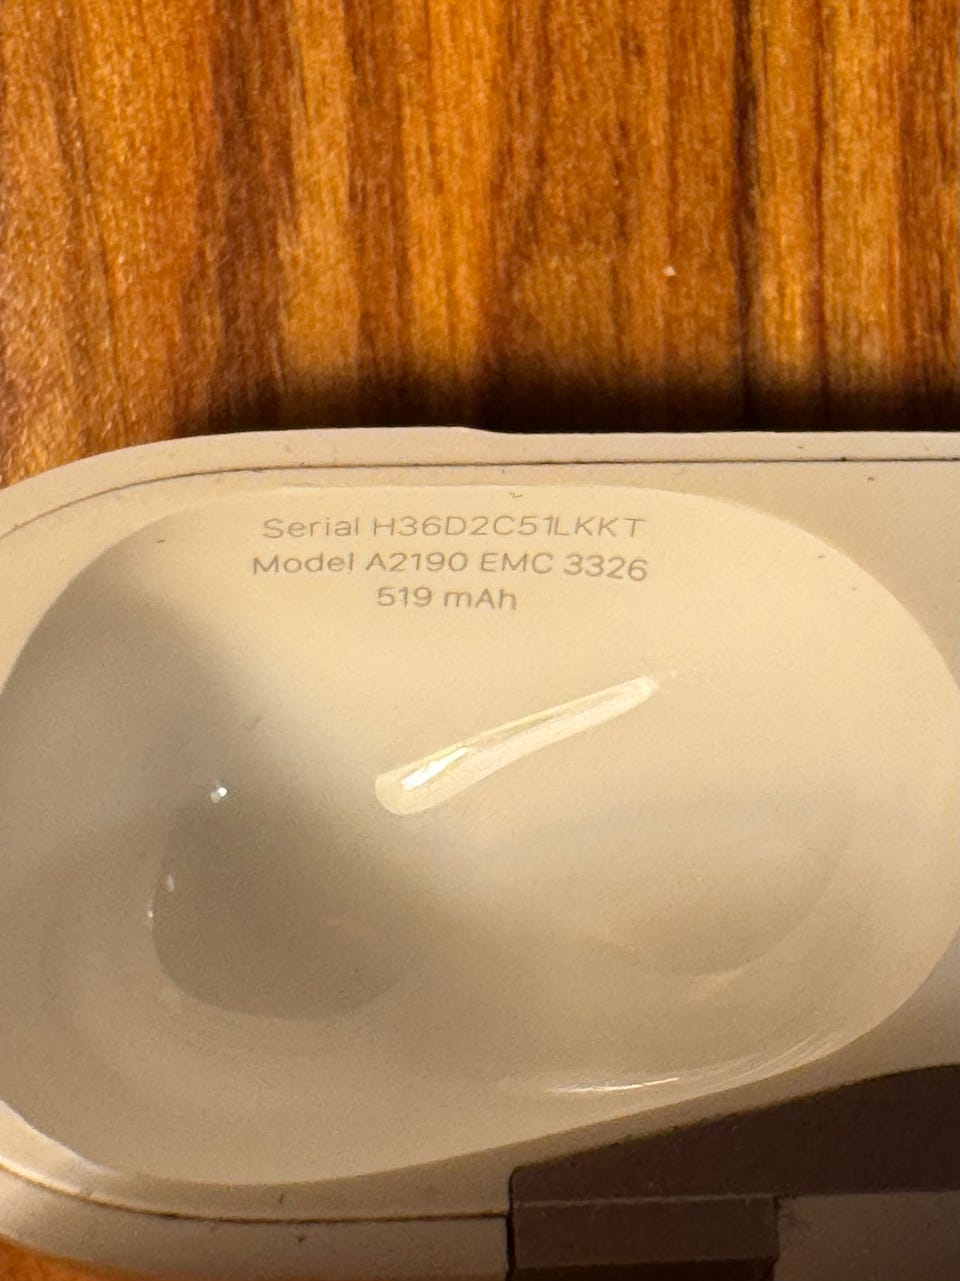 Serial H36D2C51LKKT
Model A2190 EMC 3326
519 mAh